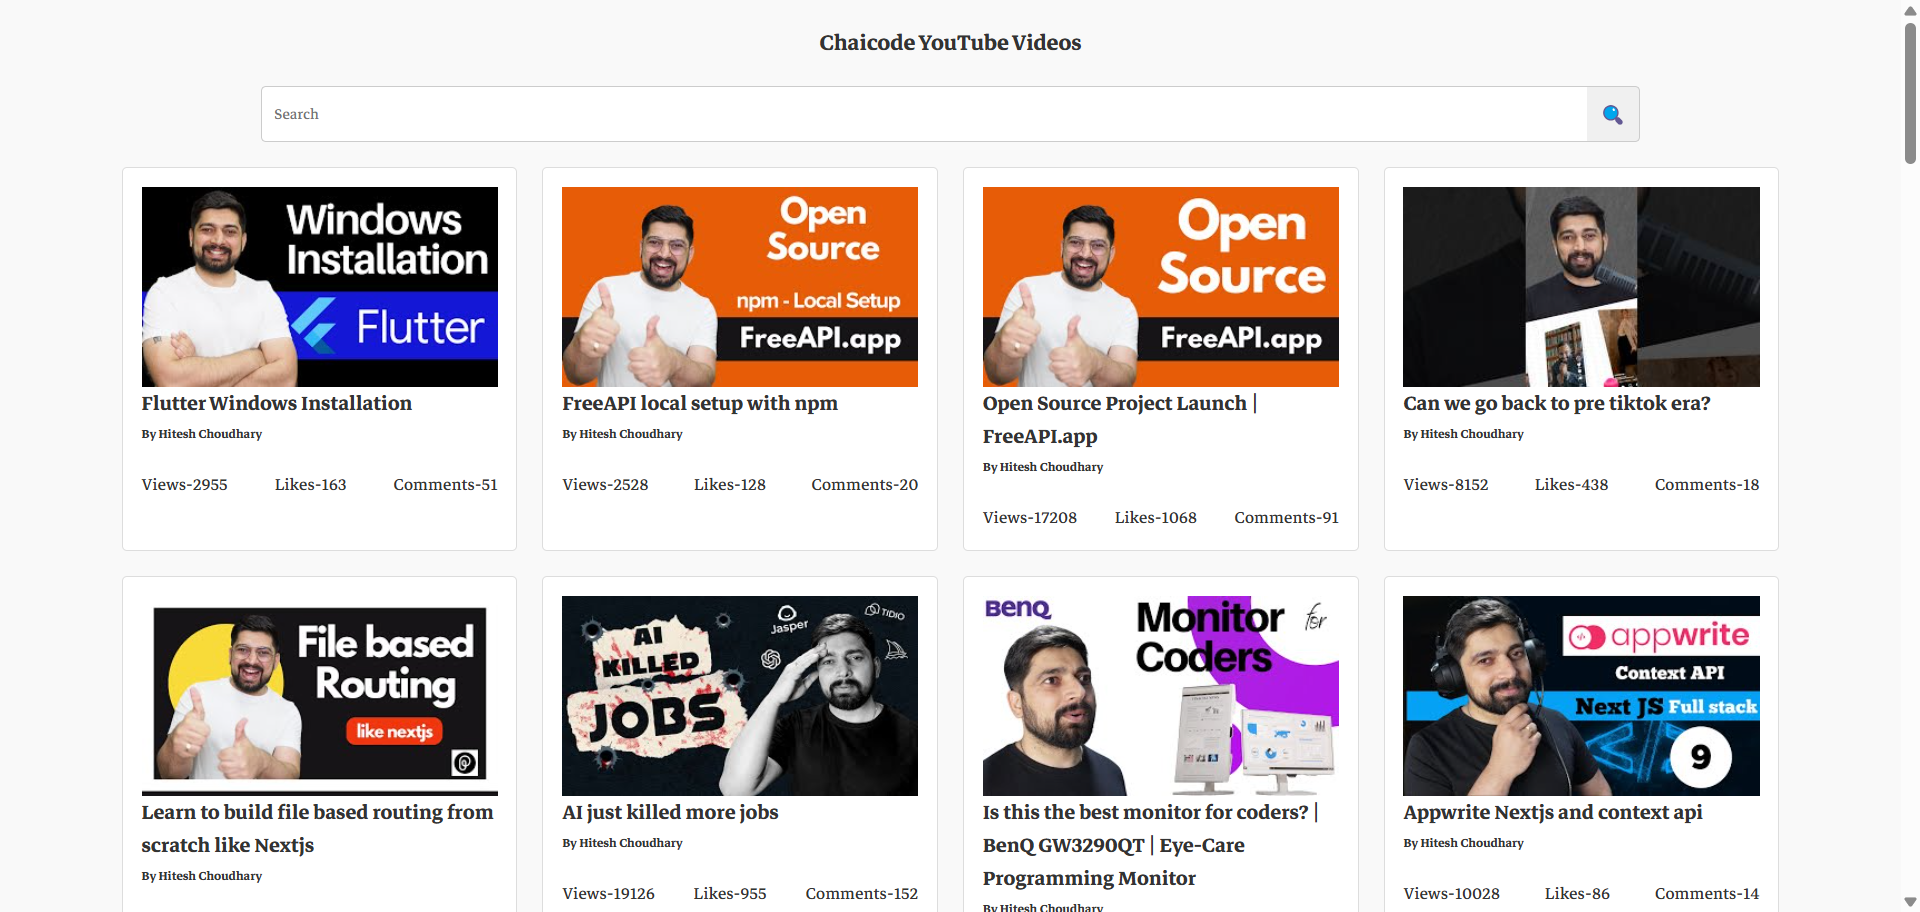 Chaicode YouTube Videos
Search
Windows
Installation
Flutter
Flutter Windows Installation
By Hitesh Choudhary
Views-2955 Likes-163 Comments-51
Open
Source
npm - Local Setup
FreeAPI.app
FreeAPI local setup with npm
By Hitesh Choudhary
Views-2528 Likes-128 Comments-20
Open
Source
FreeAPI.app
Open Source Project Launch |
FreeAPI.app
By Hitesh Choudhary
Views-17208 Likes-1068 Comments-91
Can we go back to pre tiktok era?
By Hitesh Choudhary
Views-8152 Likes-438 Comments-18
File based
Routing
like nextjs
Learn to build file based routing from
scratch like Nextjs
By Hitesh Choudhary
AI
KILLED
JOBS
Jasper
TIDIO
AI just killed more jobs
By Hitesh Choudhary
Views-19126 Likes-955 Comments-152
BenQ
Monitor for
Coders
Is this the best monitor for coders? |
BenQ GW3290QT | Eye-Care
Programming Monitor
By Hitesh Choudhary
appwrite
Context API
Next JS Full stack
9
Appwrite Nextjs and context api
By Hitesh Choudhary
Views-10028 Likes-86 Comments-14